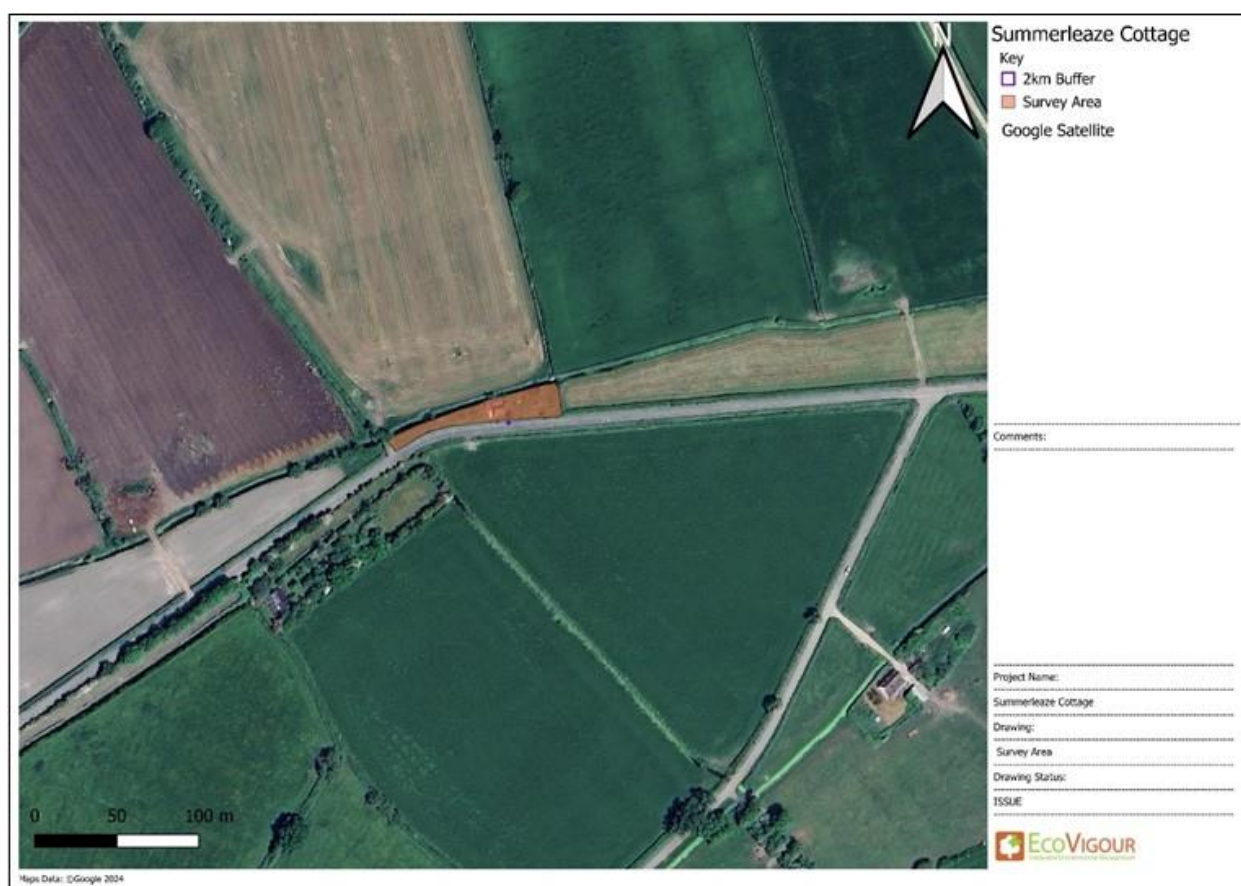 Summerleaze Cottage
Key
2km Buffer
Survey Area
Google Satellite
N
Comments:
Project Name:
Summerleaze Cottage
Drawing:
Survey Area
Drawing Status:
ISSUE
ECOVIGOUR
0 50 100 m
Maps Data: ©Google 2024